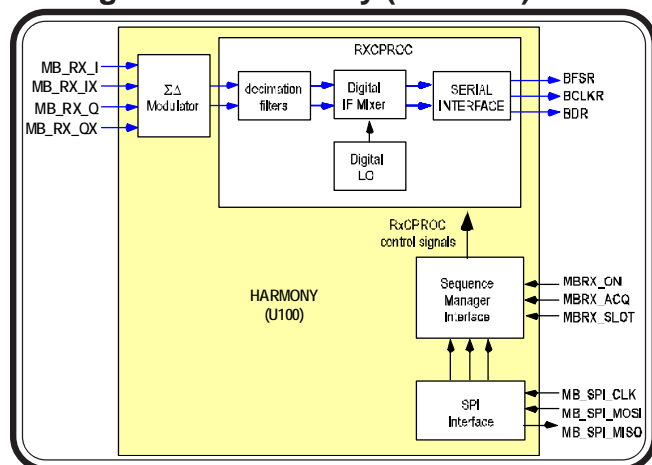 RXCPROC
MB_RX_I
MB_RX_IX
MB_RX_Q
MB_RX_QX
ΣΔ
Modulator
decimation
filters
Digital
IF Mixer
SERIAL
INTERFACE
BFSR
BCLKR
BDR
Digital
LO
RxCPROC
control signals
HARMONY
(U100)
Sequence
Manager
Interface
MBRX_ON
MBRX_ACQ
MBRX_SLOT
SPI
Interface
MB_SPI_CLK
MB_SPI_MOSI
MB_SPI_MISO